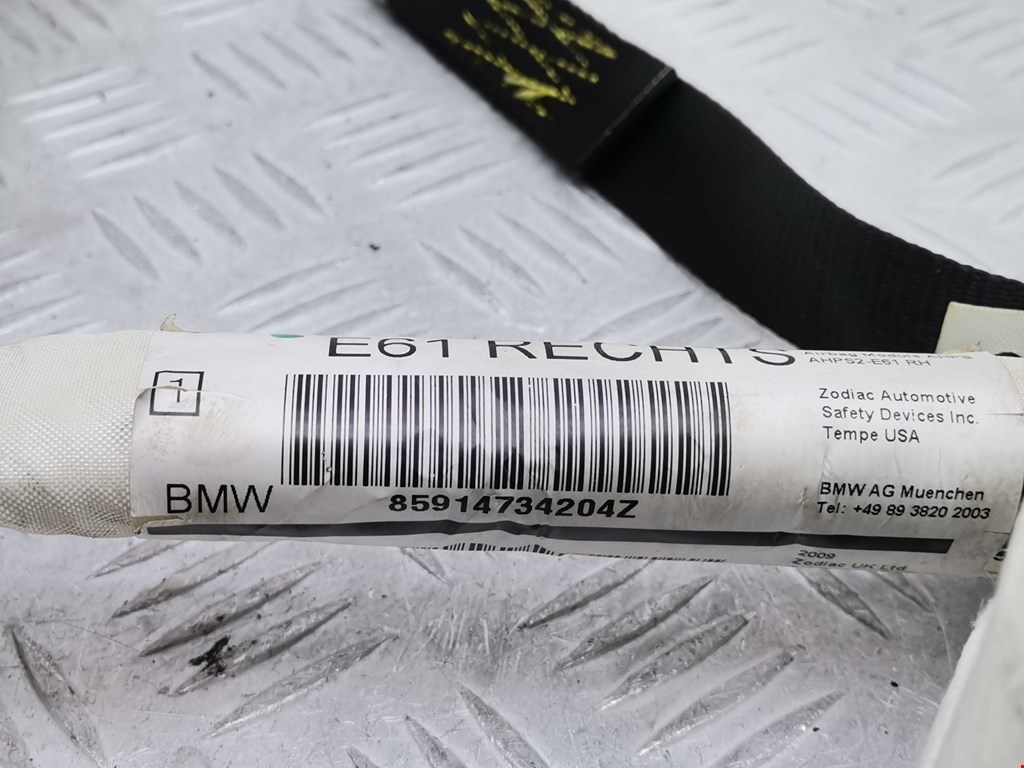 E61 RECHTS
AHPS2-E61 RH
1
Zodiac Automotive
Safety Devices Inc.
Tempe USA
BMW
85914734204Z
BMW AG Muenchen
Tel: +49 89 3820 2003
2009
Zodiac UK Ltd